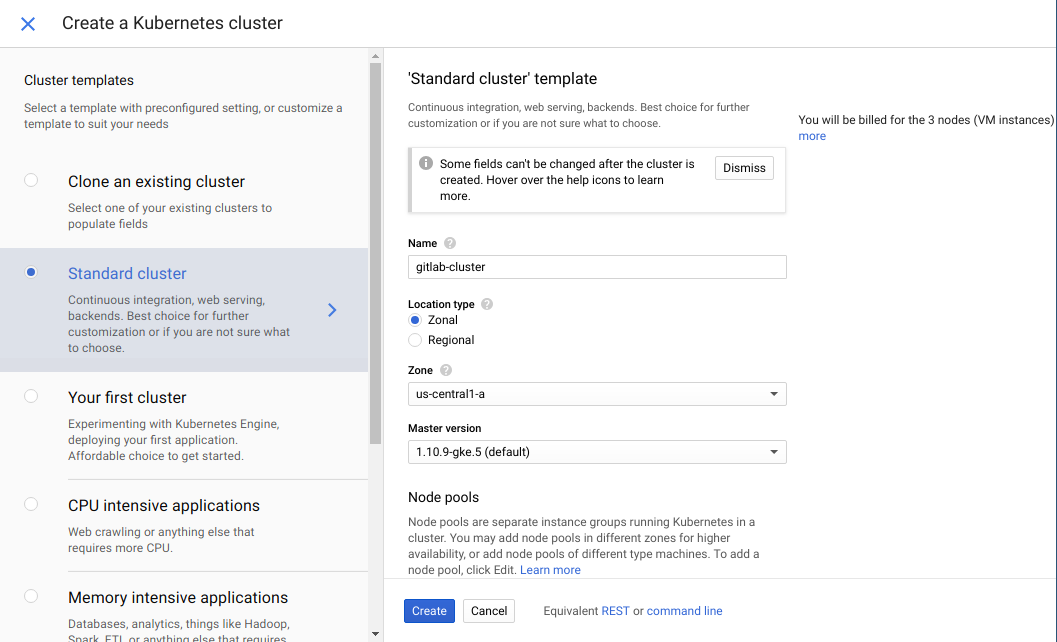 Create a Kubernetes cluster
Cluster templates
Select a template with preconfigured setting, or customize a
template to suit your needs
Clone an existing cluster
Select one of your existing clusters to
populate fields
Standard cluster
Continuous integration, web serving,
backends. Best choice for further
customization or if you are not sure what
to choose.
Your first cluster
Experimenting with Kubernetes Engine,
deploying your first application.
Affordable choice to get started.
CPU intensive applications
Web crawling or anything else that
requires more CPU.
Memory intensive applications
Databases, analytics, things like Hadoop,
Spark, ETL or anything else that requires
'Standard cluster' template
Continuous integration, web serving, backends. Best choice for further
customization or if you are not sure what to choose.
Some fields can't be changed after the cluster is
created. Hover over the help icons to learn
more.
Dismiss
Name
gitlab-cluster
Location type
Zonal
Regional
Zone
us-central1-a
Master version
1.10.9-gke.5 (default)
Node pools
Node pools are separate instance groups running Kubernetes in a
cluster. You may add node pools in different zones for higher
availability, or add node pools of different type machines. To add a
node pool, click Edit. Learn more
Create Cancel Equivalent REST or command line
You will be billed for the 3 nodes (VM instances)
more